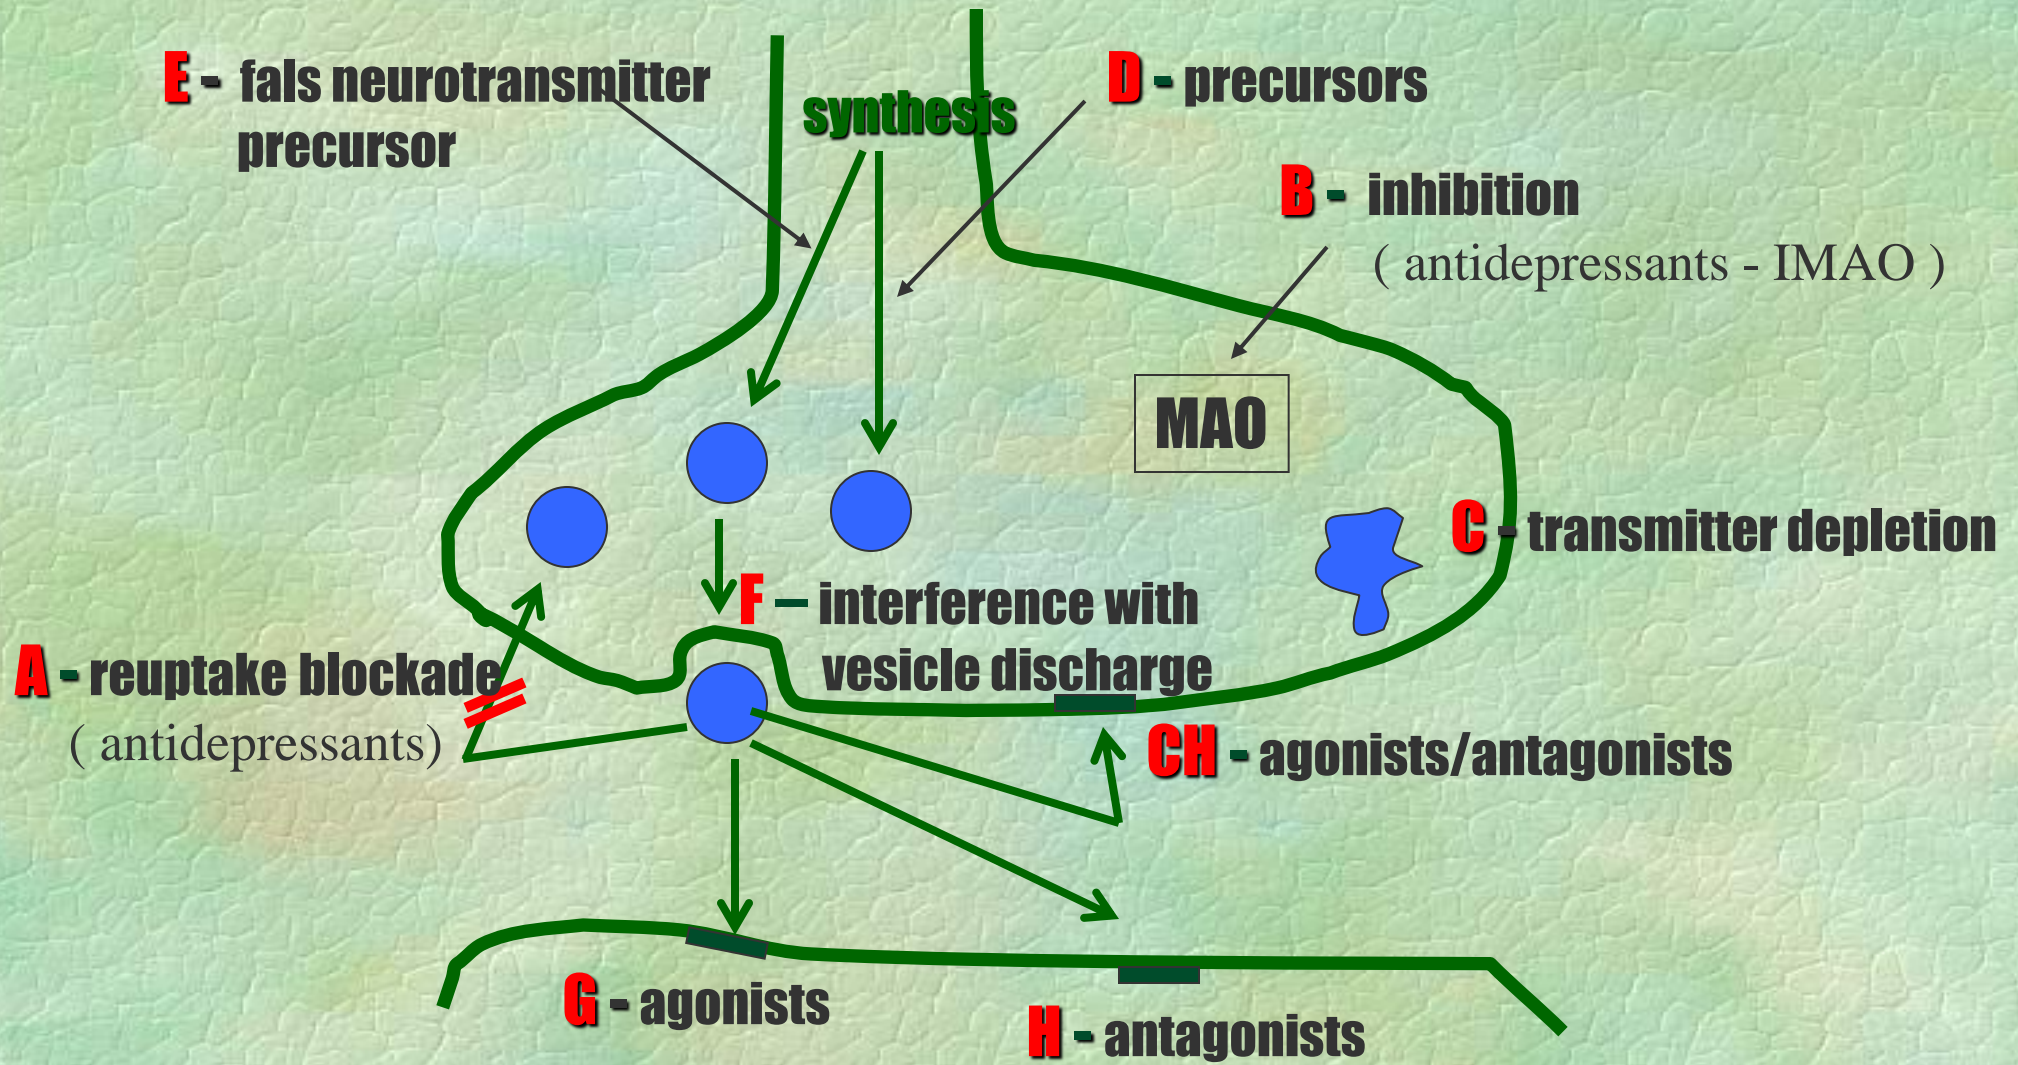 E - fals neurotransmitter
precursor
synthesis
D - precursors
B - inhibition
( antidepressants - IMAO )
MAO
C - transmitter depletion
F – interference with
vesicle discharge
A - reuptake blockade
( antidepressants)
CH - agonists/antagonists
G - agonists
H - antagonists